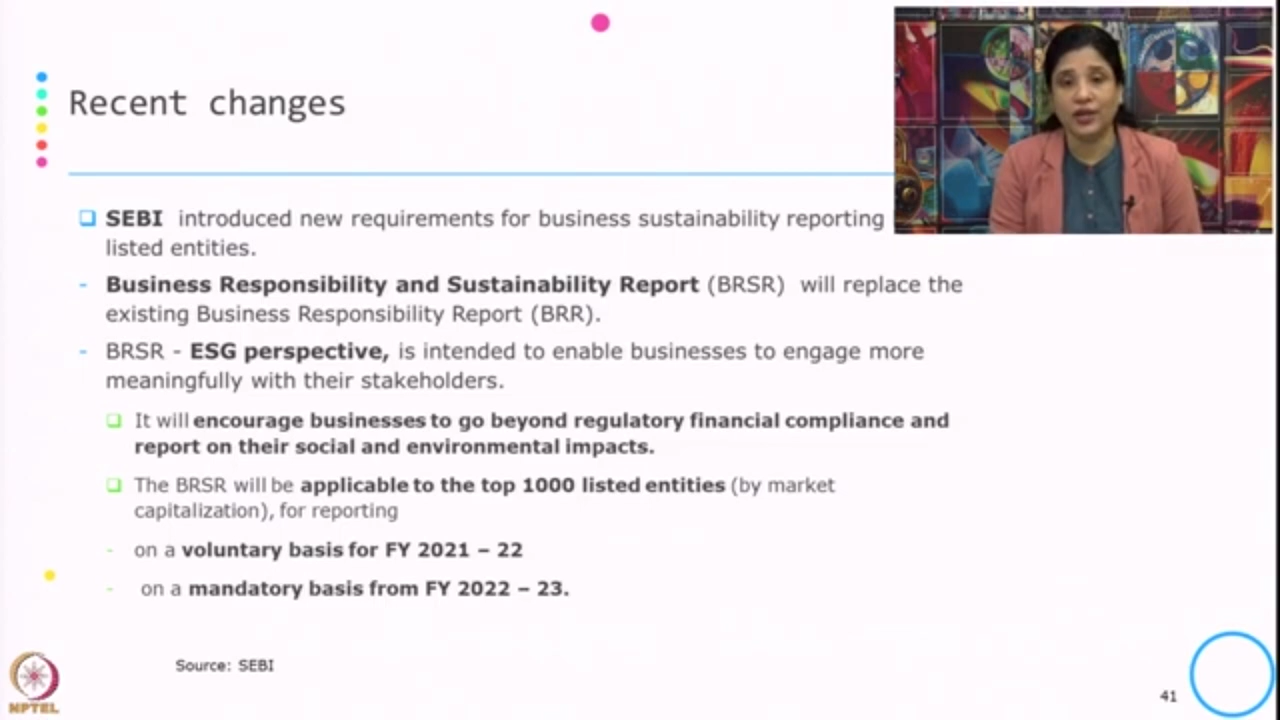 Recent changes
❑ SEBI introduced new requirements for business sustainability reporting
listed entities.
- Business Responsibility and Sustainability Report (BRSR) will replace the
existing Business Responsibility Report (BRR).
- BRSR - ESG perspective, is intended to enable businesses to engage more
meaningfully with their stakeholders.
❑ It will encourage businesses to go beyond regulatory financial compliance and
report on their social and environmental impacts.
❑ The BRSR will be applicable to the top 1000 listed entities (by market
capitalization), for reporting
- on a voluntary basis for FY 2021 – 22
- on a mandatory basis from FY 2022 – 23.
Source: SEBI
41
NPTEL